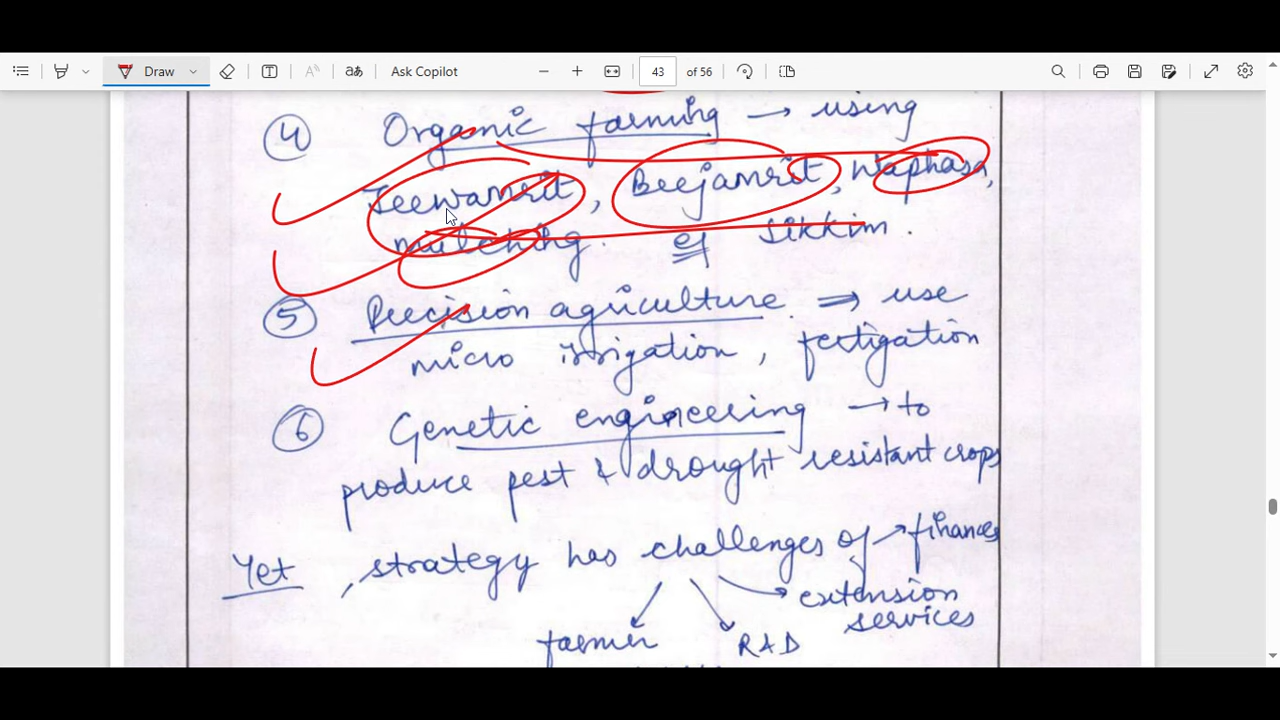 Draw
Ask Copilot
43 of 56
4 Organic farming → using
Jeewamrit, Beejamrit, Waphasa,
mulching. eg Sikkim.
5 Precision agriculture ⇒ use
micro irrigation, fertigation
6 Genetic engineering → to
produce pest & drought resistant crops
Yet, strategy has challenges of → finances
→ extension
services
farmer R&D